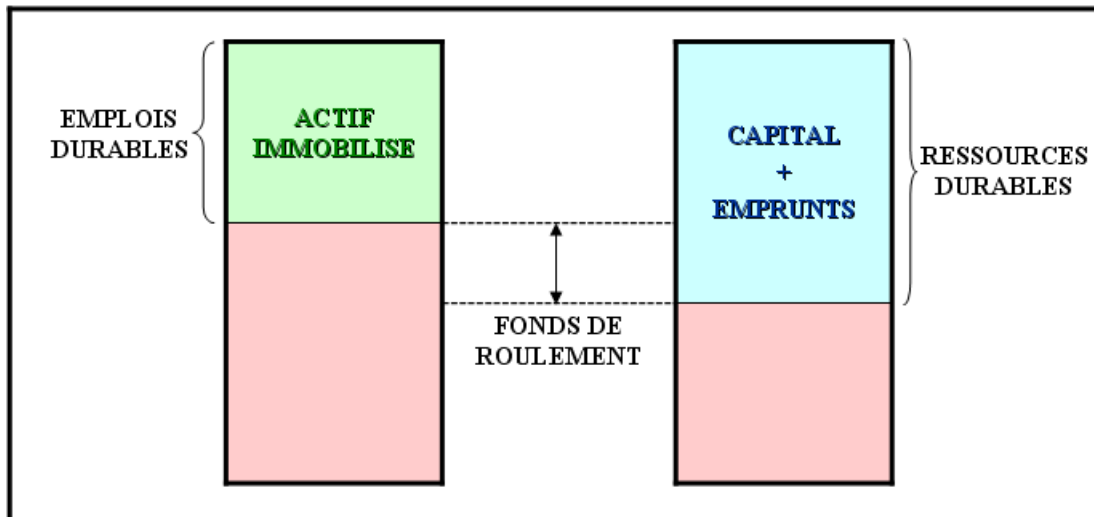 EMPLOIS
DURABLES
ACTIF
IMMOBILISE
CAPITAL
+
EMPRUNTS
RESSOURCES
DURABLES
FONDS DE
ROULEMENT